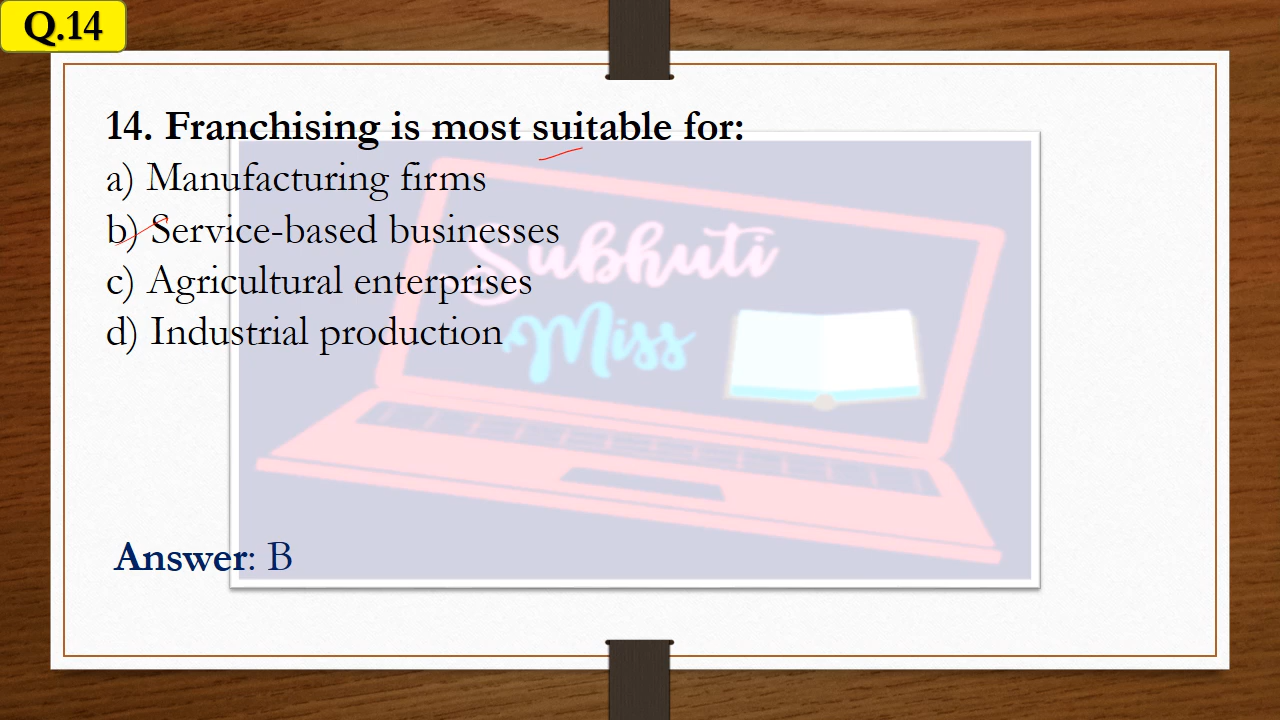 Q.14
14. Franchising is most suitable for:
a) Manufacturing firms
b) Service-based businesses
c) Agricultural enterprises
d) Industrial production
Subhuti
Miss
Answer: B